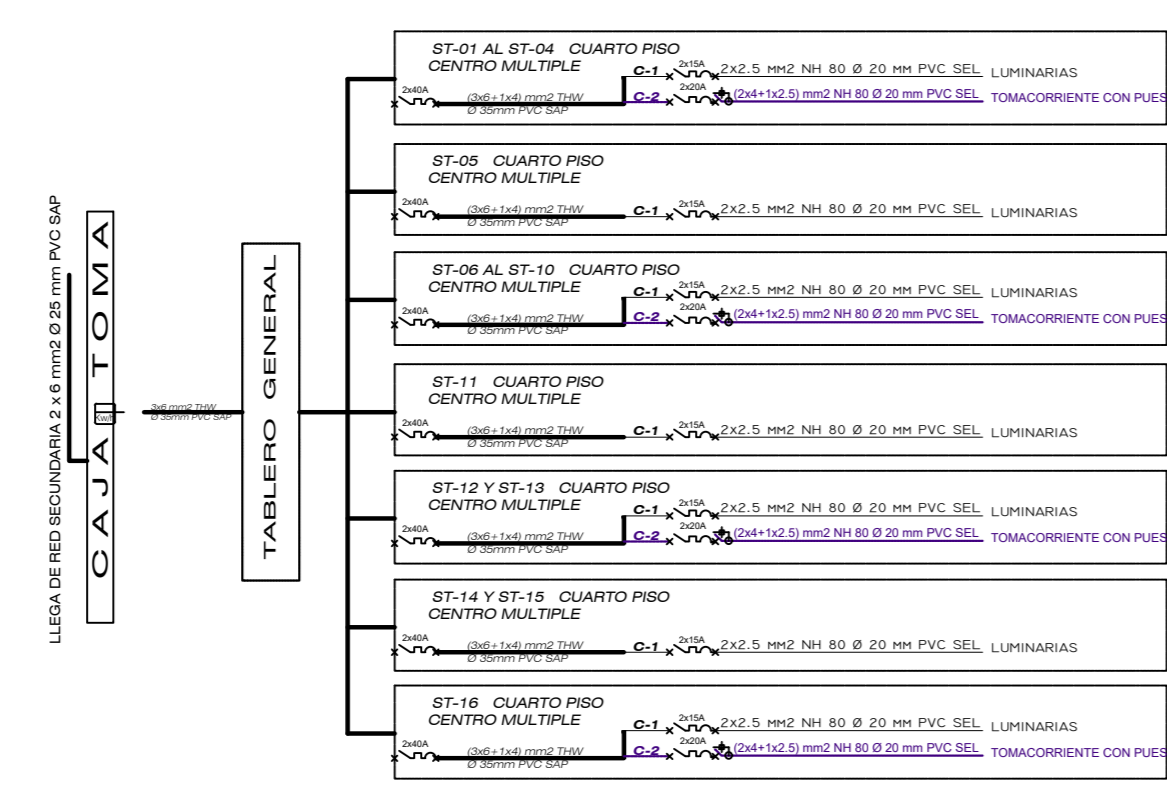 LLEGA DE RED SECUNDARIA 2 x 6 mm2 Ø 25 mm PVC SAP
CAJA TOMA
Kw/h
3x6 mm2 THW
Ø 35mm PVC SAP
TABLERO GENERAL
ST-01 AL ST-04 CUARTO PISO
CENTRO MULTIPLE
2x40A
(3x6+1x4) mm2 THW
Ø 35mm PVC SAP
C-1 2x15A 2x2.5 MM2 NH 80 Ø 20 MM PVC SEL LUMINARIAS
C-2 2x20A (2x4+1x2.5) mm2 NH 80 Ø 20 mm PVC SEL TOMACORRIENTE CON PUES
ST-05 CUARTO PISO
CENTRO MULTIPLE
2x40A
(3x6+1x4) mm2 THW
Ø 35mm PVC SAP
C-1 2x15A 2x2.5 MM2 NH 80 Ø 20 MM PVC SEL LUMINARIAS
ST-06 AL ST-10 CUARTO PISO
CENTRO MULTIPLE
2x40A
(3x6+1x4) mm2 THW
Ø 35mm PVC SAP
C-1 2x15A 2x2.5 MM2 NH 80 Ø 20 MM PVC SEL LUMINARIAS
C-2 2x20A (2x4+1x2.5) mm2 NH 80 Ø 20 mm PVC SEL TOMACORRIENTE CON PUES
ST-11 CUARTO PISO
CENTRO MULTIPLE
2x40A
(3x6+1x4) mm2 THW
Ø 35mm PVC SAP
C-1 2x15A 2x2.5 MM2 NH 80 Ø 20 MM PVC SEL LUMINARIAS
ST-12 Y ST-13 CUARTO PISO
CENTRO MULTIPLE
2x40A
(3x6+1x4) mm2 THW
Ø 35mm PVC SAP
C-1 2x15A 2x2.5 MM2 NH 80 Ø 20 MM PVC SEL LUMINARIAS
C-2 2x20A (2x4+1x2.5) mm2 NH 80 Ø 20 mm PVC SEL TOMACORRIENTE CON PUES
ST-14 Y ST-15 CUARTO PISO
CENTRO MULTIPLE
2x40A
(3x6+1x4) mm2 THW
Ø 35mm PVC SAP
C-1 2x15A 2x2.5 MM2 NH 80 Ø 20 MM PVC SEL LUMINARIAS
ST-16 CUARTO PISO
CENTRO MULTIPLE
2x40A
(3x6+1x4) mm2 THW
Ø 35mm PVC SAP
C-1 2x15A 2x2.5 MM2 NH 80 Ø 20 MM PVC SEL LUMINARIAS
C-2 2x20A (2x4+1x2.5) mm2 NH 80 Ø 20 mm PVC SEL TOMACORRIENTE CON PUES